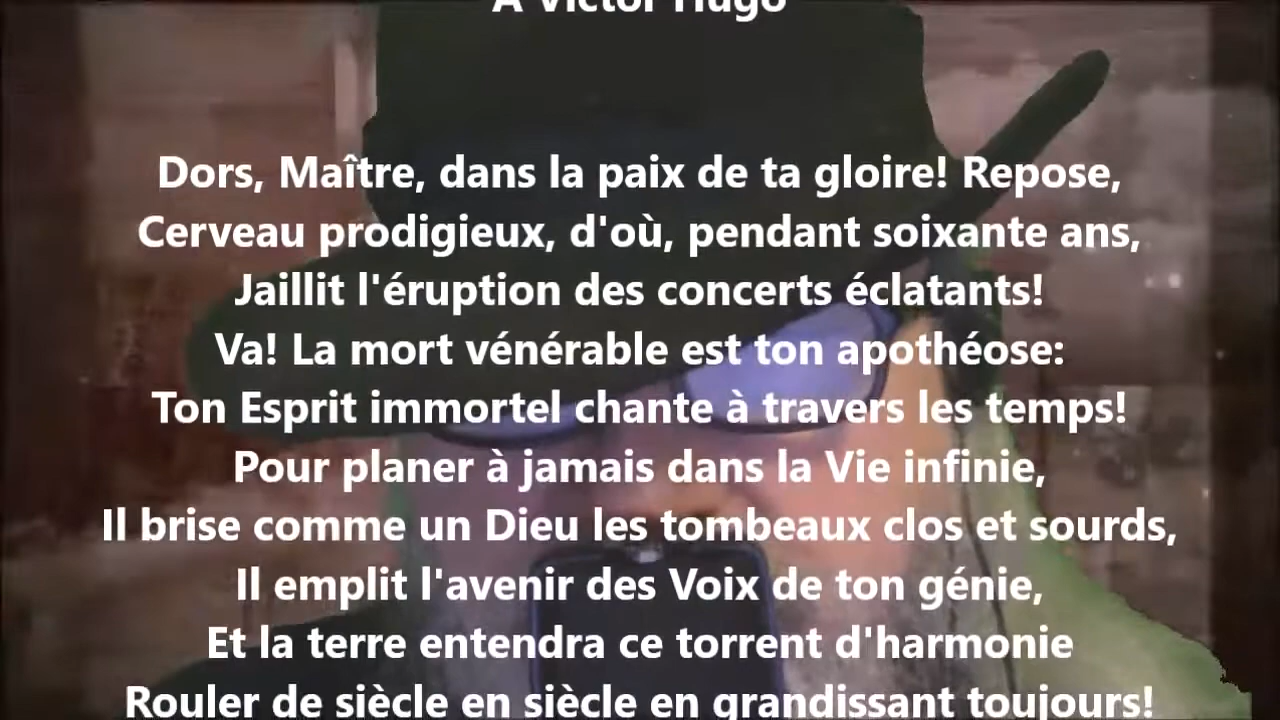 A Victor Hugo
Dors, Maître, dans la paix de ta gloire! Repose,
Cerveau prodigieux, d'où, pendant soixante ans,
Jaillit l'éruption des concerts éclatants!
Va! La mort vénérable est ton apothéose:
Ton Esprit immortel chante à travers les temps!
Pour planer à jamais dans la Vie infinie,
Il brise comme un Dieu les tombeaux clos et sourds,
Il emplit l'avenir des Voix de ton génie,
Et la terre entendra ce torrent d'harmonie
Rouler de siècle en siècle en grandissant toujours!